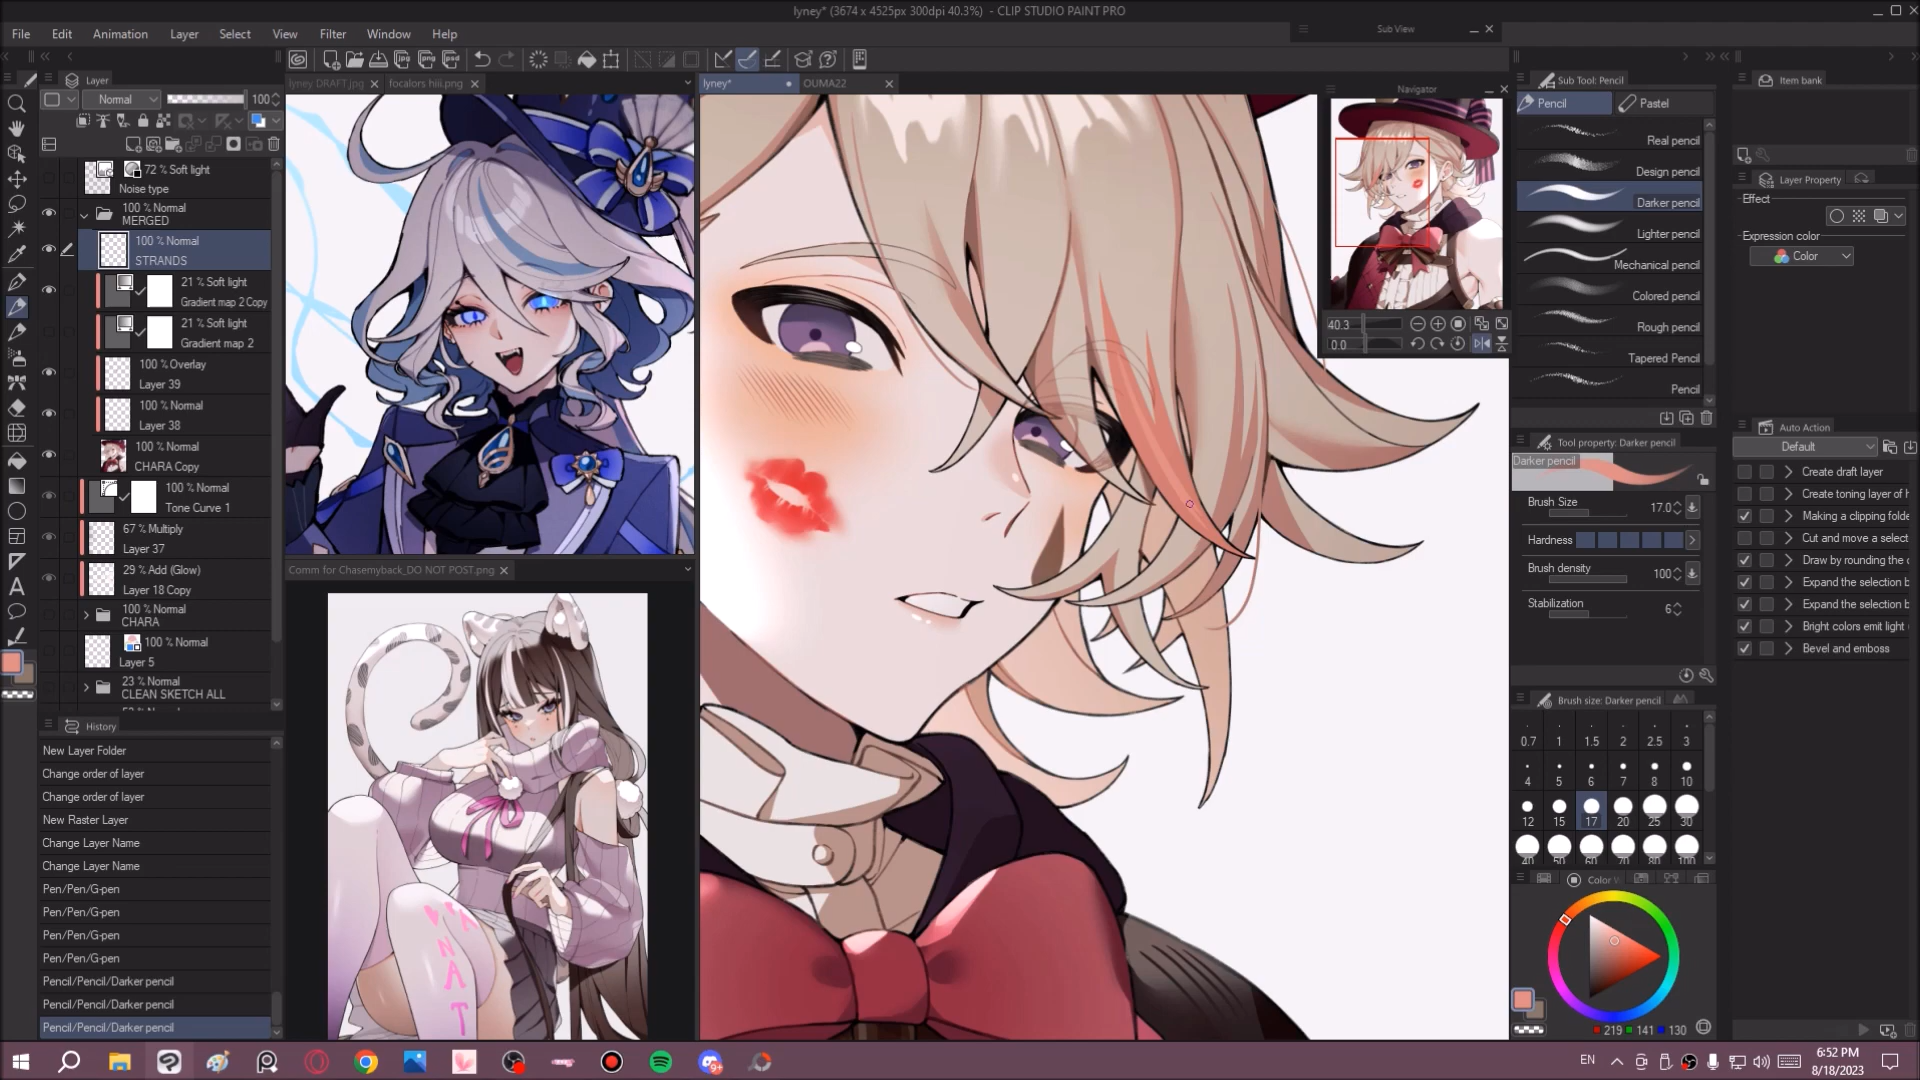 lyney* (3674 x 4525px 300dpi 40.3%) - CLIP STUDIO PAINT PRO
File Edit Animation Layer Select View Filter Window Help
Sub View
Layer
Normal 100
72 % Soft light
Noise type
100 % Normal
MERGED
100 % Normal
STRANDS
21 % Soft light
Gradient map 2 Copy
21 % Soft light
Gradient map 2
100 % Overlay
Layer 39
100 % Normal
Layer 38
100 % Normal
CHARA Copy
100 % Normal
Tone Curve 1
67 % Multiply
Layer 37
29 % Add (Glow)
Layer 18 Copy
100 % Normal
CHARA
100 % Normal
Layer 5
23 % Normal
CLEAN SKETCH ALL
History
New Layer Folder
Change order of layer
Change order of layer
New Raster Layer
Change Layer Name
Change Layer Name
Pen/Pen/G-pen
Pen/Pen/G-pen
Pen/Pen/G-pen
Pen/Pen/G-pen
Pencil/Pencil/Darker pencil
Pencil/Pencil/Darker pencil
Pencil/Pencil/Darker pencil
lyney DRAFT.jpg
focalors hiii.png
lyney*
OUMA22
Comm for Chasemyback_DO NOT POST.png
Navigator
40.3
0.0
Sub Tool: Pencil
Pencil Pastel
Real pencil
Design pencil
Darker pencil
Lighter pencil
Mechanical pencil
Colored pencil
Rough pencil
Tapered Pencil
Pencil
Tool property: Darker pencil
Darker pencil
Brush Size 17.0
Hardness
Brush density 100
Stabilization 6
Brush size: Darker pencil
0.7 1 1.5 2 2.5 3
4 5 6 7 8 10
12 15 17 20 25 30
40 50 60 70 80 100
219 141 130
Item bank
Layer Property
Effect
Expression color
Color
Auto Action
Default
Create draft layer
Create toning layer of h
Making a clipping folde
Cut and move a select
Draw by rounding the c
Expand the selection b
Expand the selection b
Bright colors emit light
Bevel and emboss
EN
6:52 PM
8/18/2023